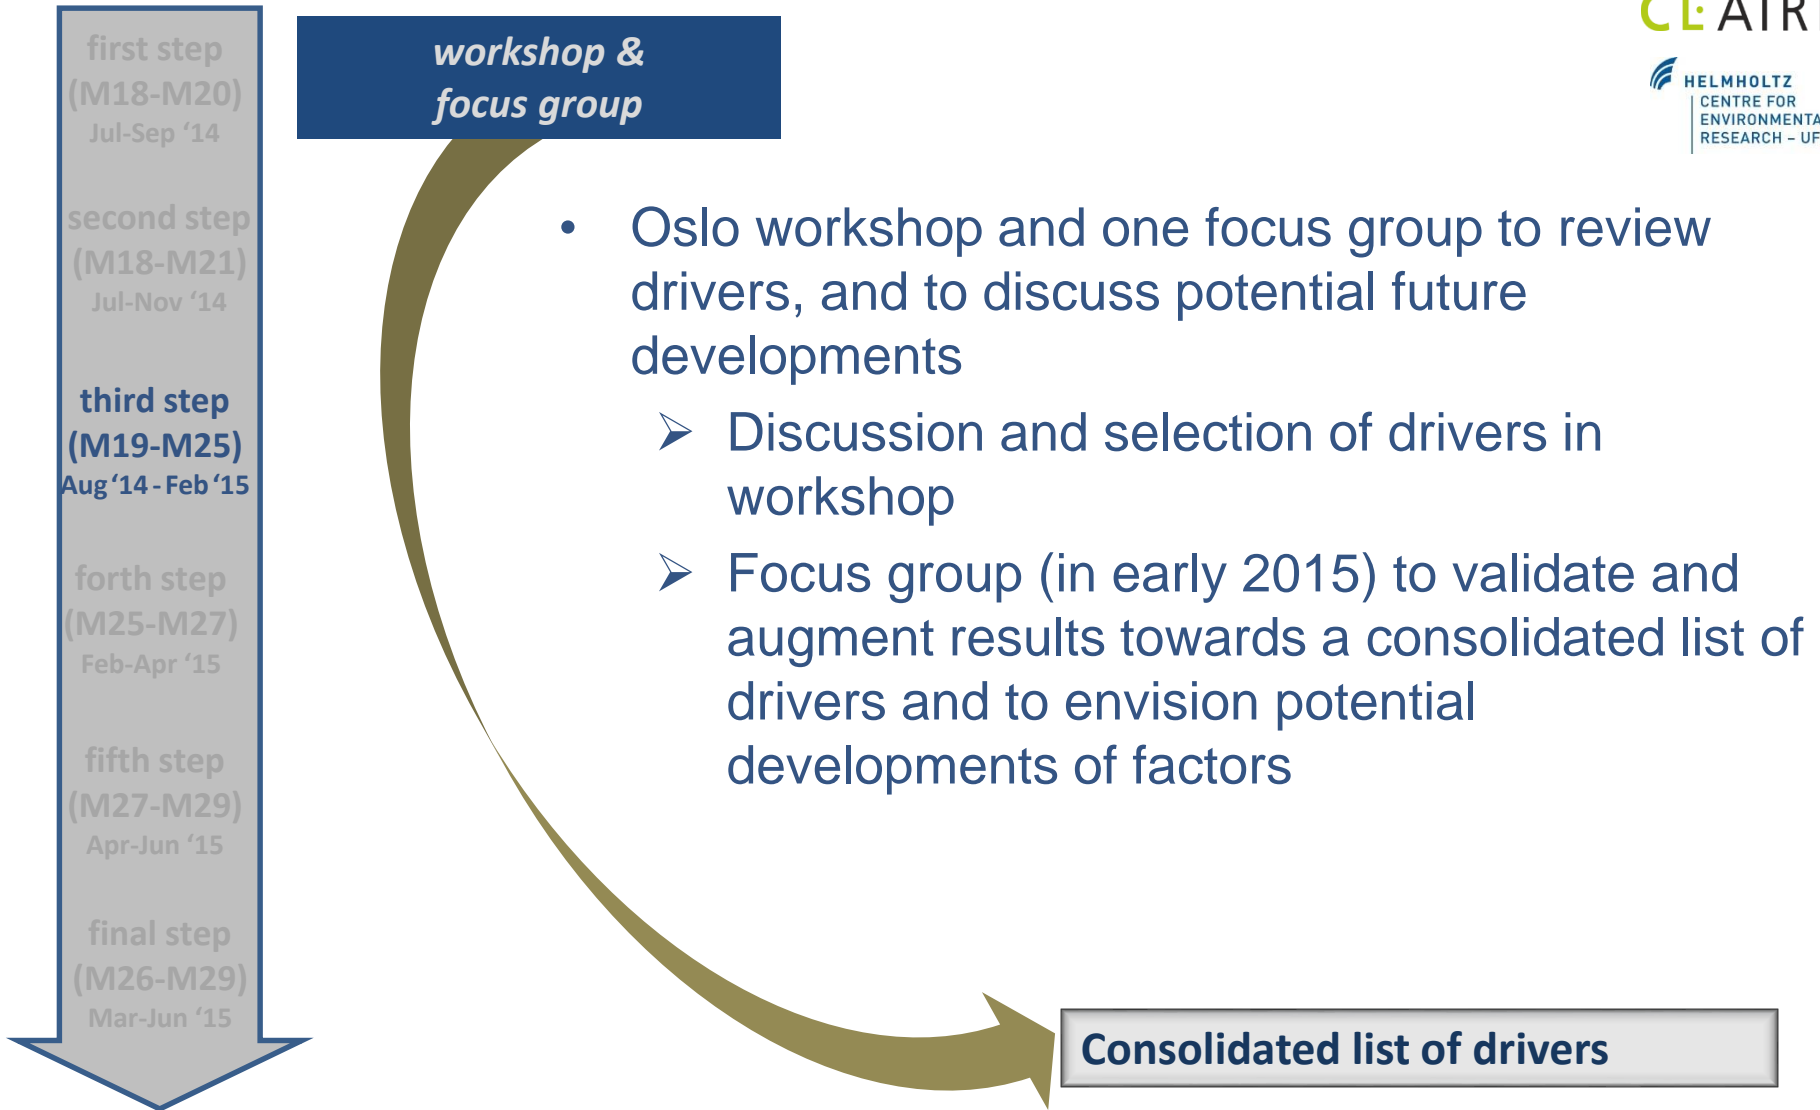 first step
(M18-M20)
Jul-Sep ‘14
second step
(M18-M21)
Jul-Nov ‘14
third step
(M19-M25)
Aug ‘14 - Feb ‘15
forth step
(M25-M27)
Feb-Apr ‘15
fifth step
(M27-M29)
Apr-Jun ‘15
final step
(M26-M29)
Mar-Jun ‘15
workshop &
focus group
HELMHOLTZ
CENTRE FOR
RESEARCH –
• Oslo workshop and one focus group to review
drivers, and to discuss potential future
developments
➢ Discussion and selection of drivers in
workshop
➢ Focus group (in early 2015) to validate and
augment results towards a consolidated list of
drivers and to envision potential
developments of factors
Consolidated list of drivers